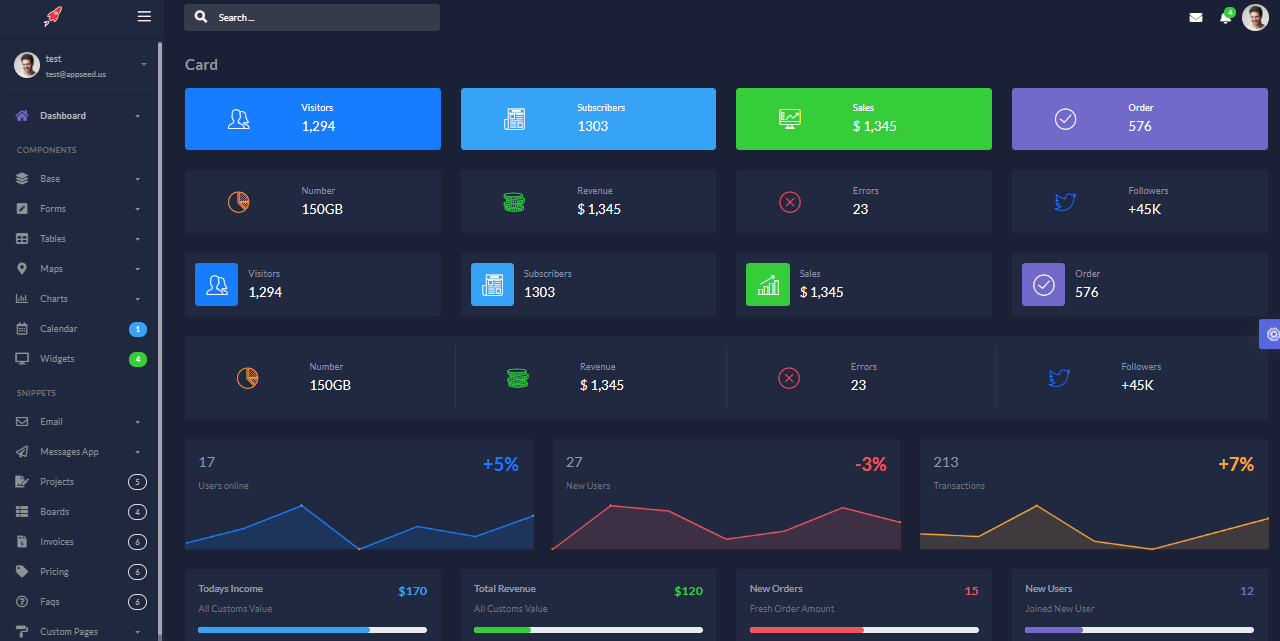 Search...
4
test
test@appseed.us
Dashboard
COMPONENTS
Base
Forms
Tables
Maps
Charts
Calendar 1
Widgets 4
SNIPPETS
Email
Messages App
Projects 5
Boards 4
Invoices 6
Pricing 6
Faqs 6
Custom Pages
Card
Visitors
1,294
Subscribers
1303
Sales
$ 1,345
Order
576
Number
150GB
Revenue
$ 1,345
Errors
23
Followers
+45K
Visitors
1,294
Subscribers
1303
Sales
$ 1,345
Order
576
Number
150GB
Revenue
$ 1,345
Errors
23
Followers
+45K
17 +5%
Users online
27 -3%
New Users
213 +7%
Transactions
Todays Income $170
All Customs Value
Total Revenue $120
All Customs Value
New Orders 15
Fresh Order Amount
New Users 12
Joined New User